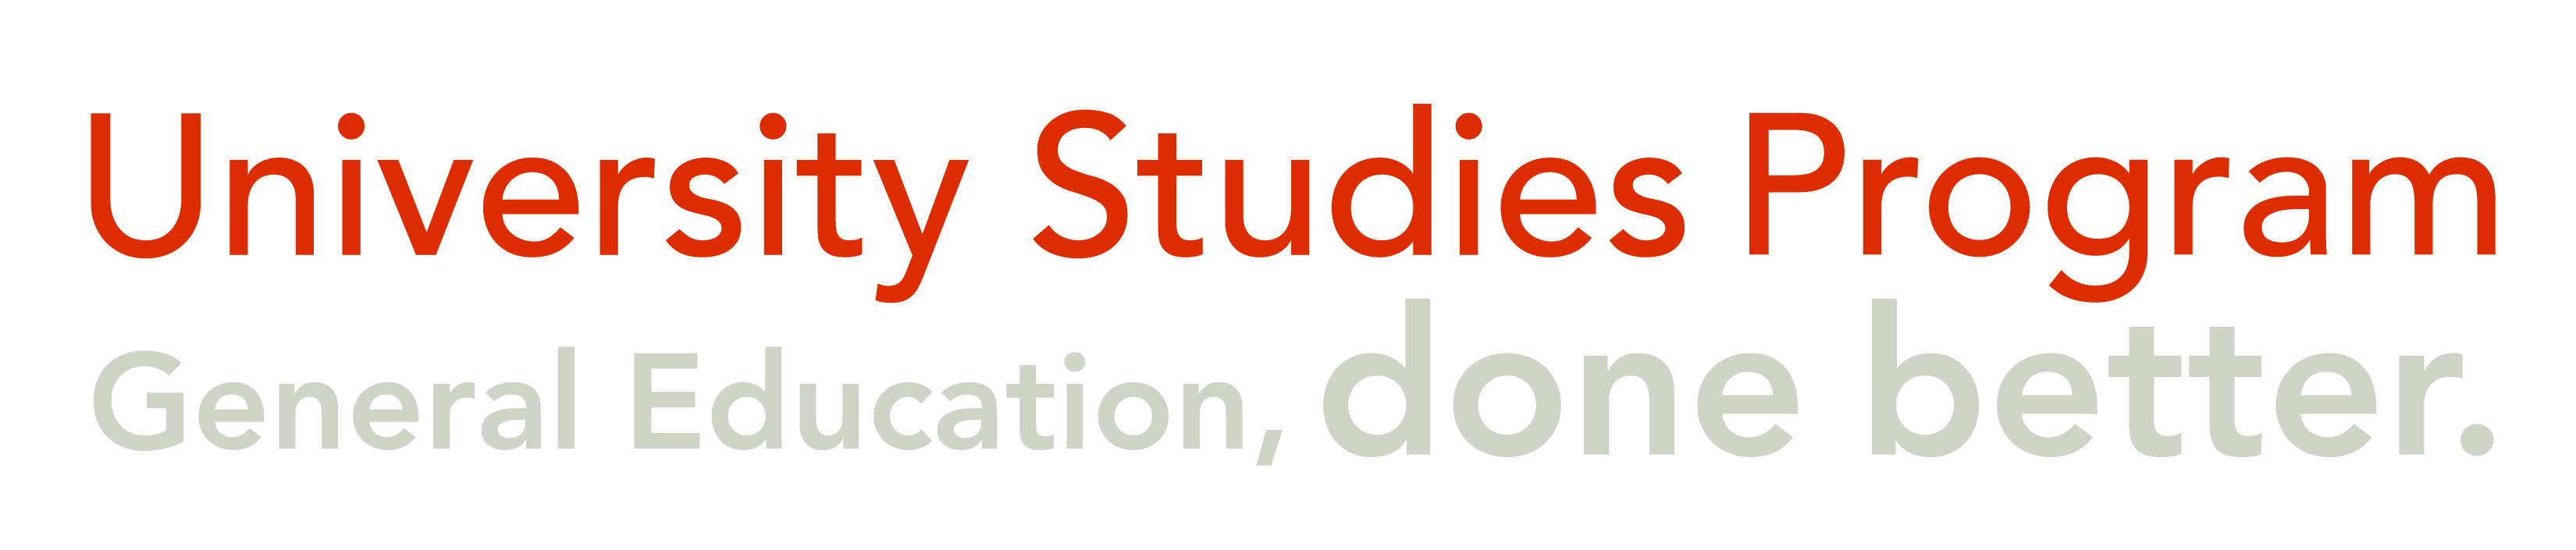 University Studies Program
General Education, done better.